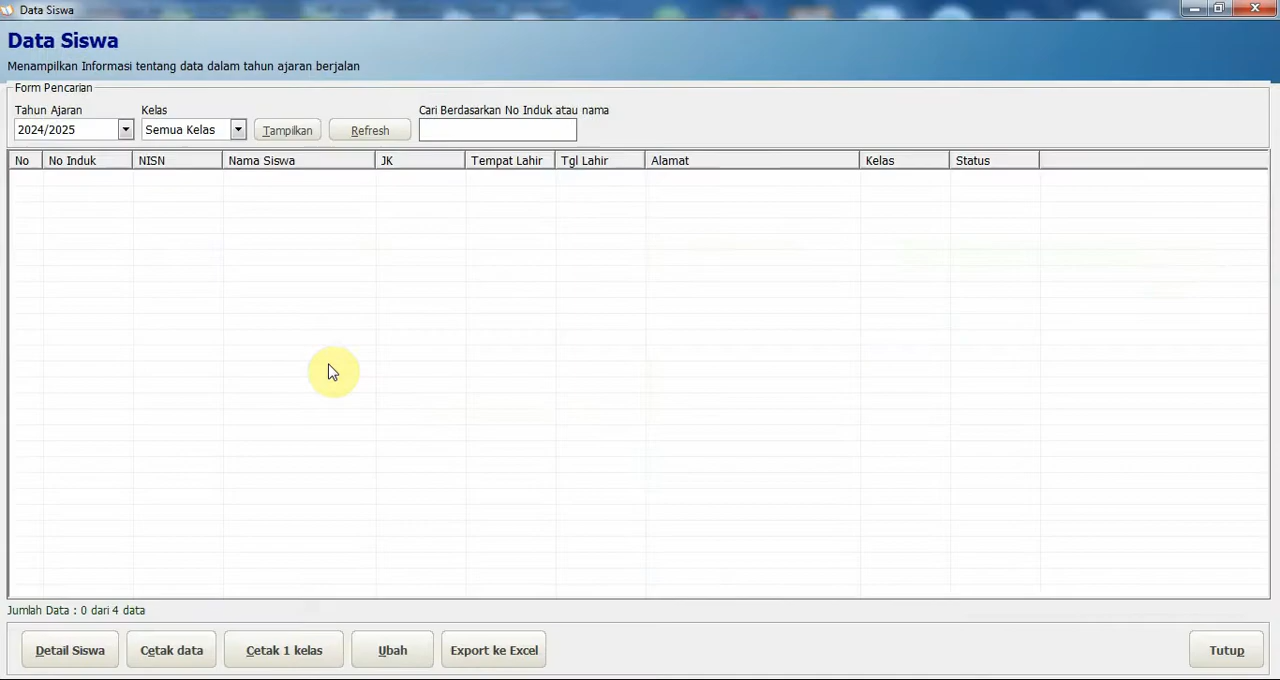 Data Siswa
Data Siswa
Menampilkan Informasi tentang data dalam tahun ajaran berjalan
Form Pencarian
Tahun Ajaran Kelas Cari Berdasarkan No Induk atau nama
2024/2025 Semua Kelas Tampilkan Refresh
No No Induk NISN Nama Siswa JK Tempat Lahir Tgl Lahir Alamat Kelas Status
Jumlah Data : 0 dari 4 data
Detail Siswa Cetak data Cetak 1 kelas Ubah Export ke Excel Tutup